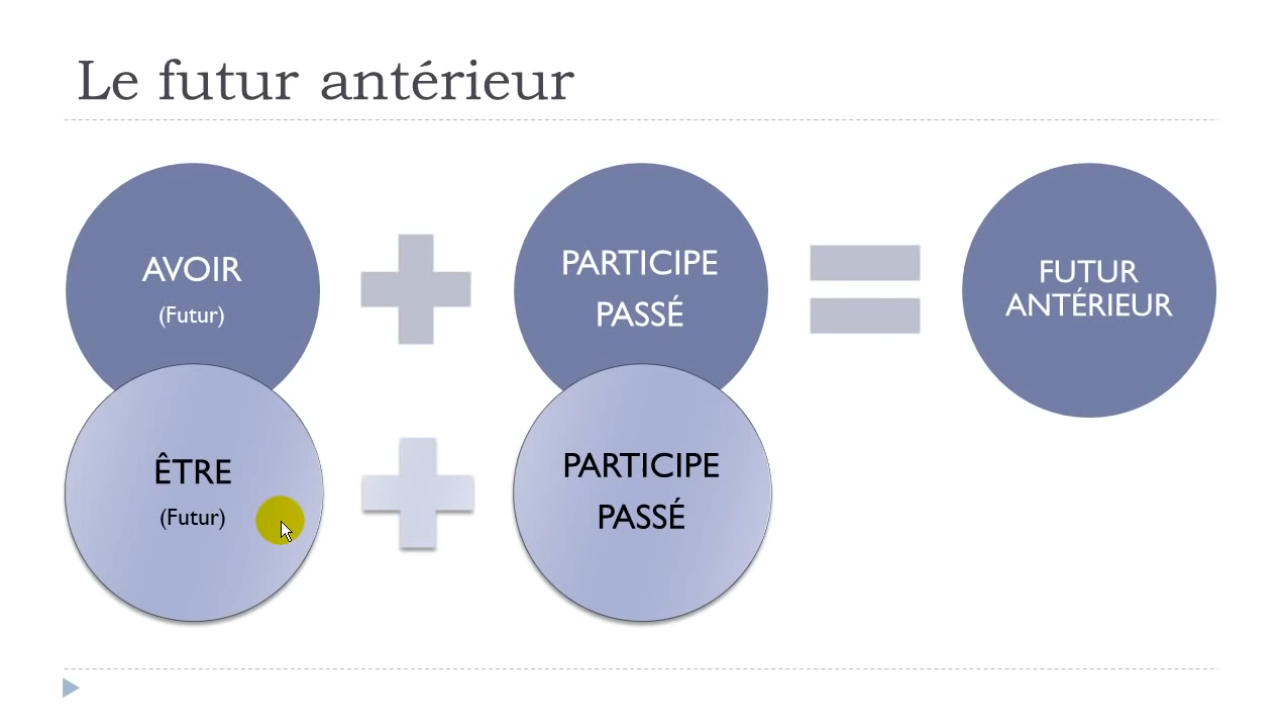 Le futur antérieur
AVOIR
(Futur)
PARTICIPE
PASSÉ
FUTUR
ANTÉRIEUR
ÊTRE
(Futur)
PARTICIPE
PASSÉ